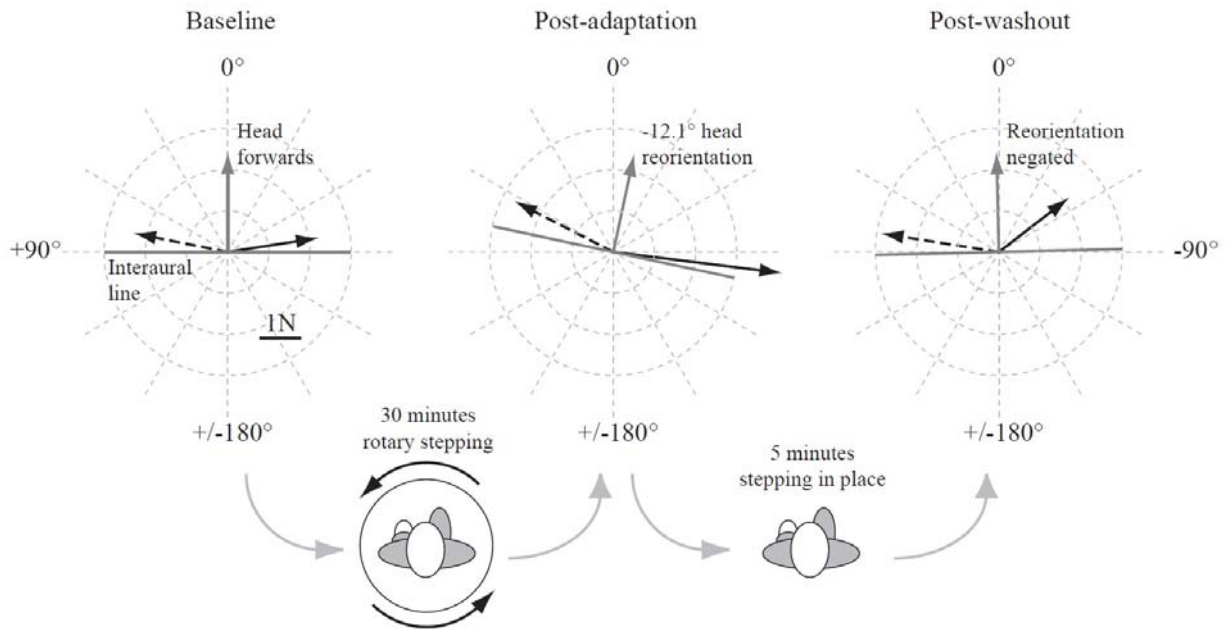 Baseline
Post-adaptation
Post-washout
0°
0°
0°
Head
forwards
-12.1° head
reorientation
Reorientation
negated
+90°
-90°
Interaural
line
1N
+/-180°
+/-180°
+/-180°
30 minutes
rotary stepping
5 minutes
stepping in place